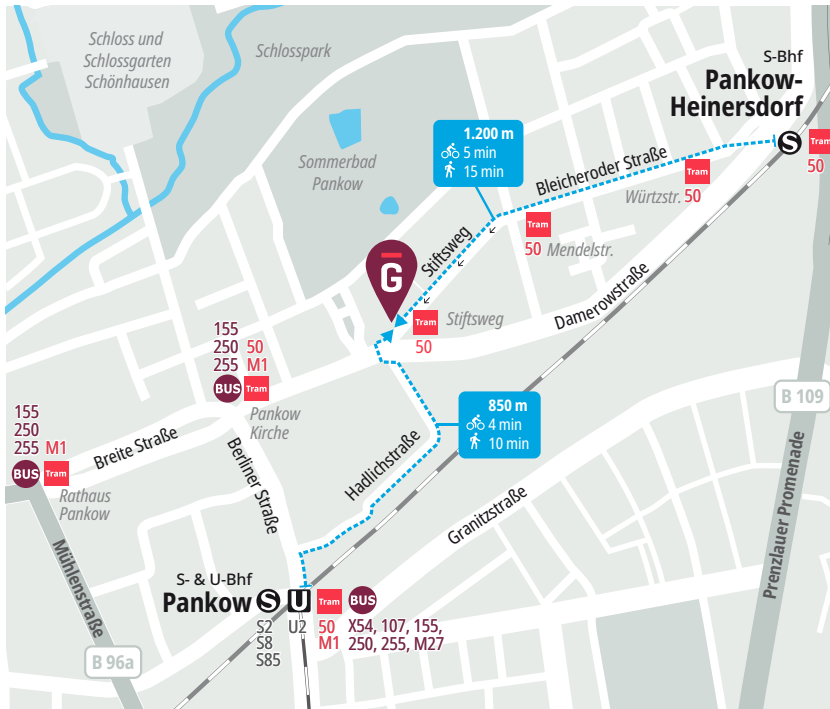 Schloss und
Schlossgarten
Schönhausen
Schlosspark
S-Bhf
Pankow-
Heinersdorf
S
Tram
50
1.200 m
5 min
15 min
Sommerbad
Pankow
Bleicheroder Straße
Würtzstr.
Tram
50
Stiftsweg
Tram
50 Mendelstr.
G
Tram
50
Stiftsweg
Damerowstraße
155
250 50
255 M1
BUS Tram
Pankow
Kirche
B 109
155
250
255 M1
BUS Tram
Rathaus
Pankow
Breite Straße
850 m
4 min
10 min
Berliner Straße
Hadlichstraße
Granitzstraße
Prenzlauer Promenade
Mühlenstraße
S- & U-Bhf
Pankow S U Tram BUS
S2 U2 50 X54, 107, 155,
S8 M1 250, 255, M27
S85
B 96a